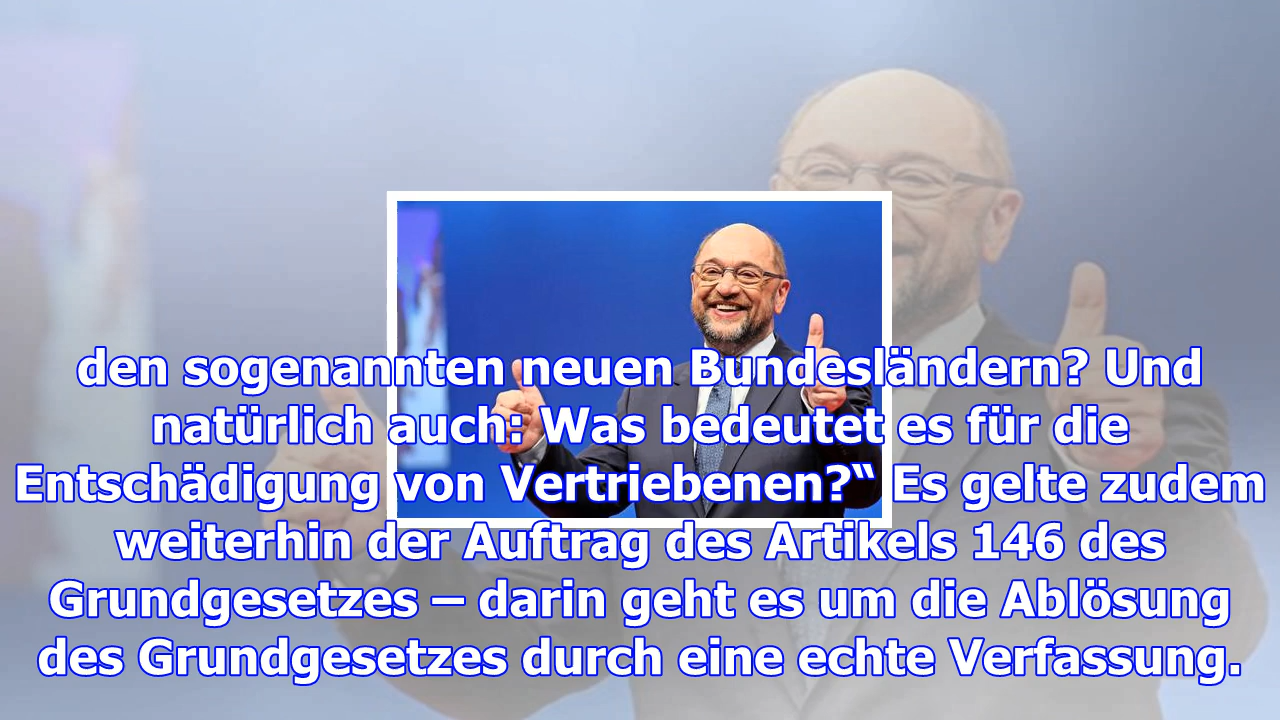 den sogenannten neuen Bundesländern? Und
natürlich auch: Was bedeutet es für die
Entschädigung von Vertriebenen?“ Es gelte zudem
weiterhin der Auftrag des Artikels 146 des
Grundgesetzes – darin geht es um die Ablösung
des Grundgesetzes durch eine echte Verfassung.